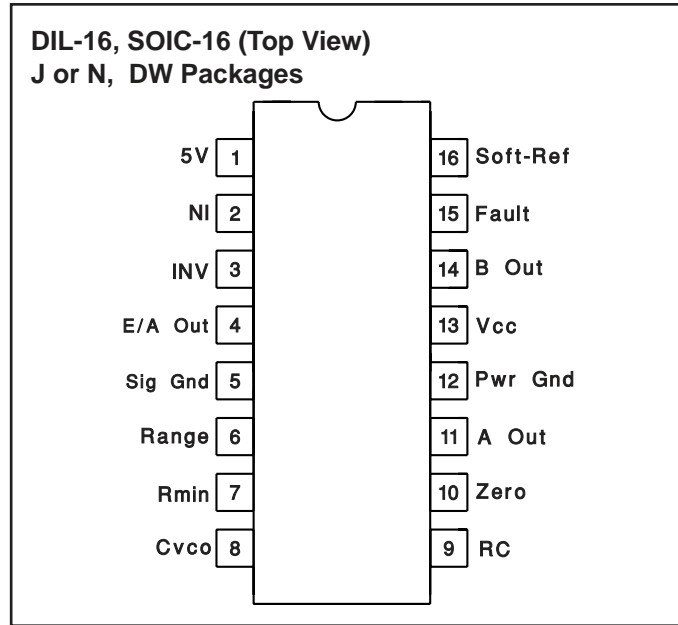 DIL-16, SOIC-16 (Top View)
J or N, DW Packages
5V 1 16 Soft-Ref
NI 2 15 Fault
INV 3 14 B Out
E/A Out 4 13 Vcc
Sig Gnd 5 12 Pwr Gnd
Range 6 11 A Out
Rmin 7 10 Zero
Cvco 8 9 RC